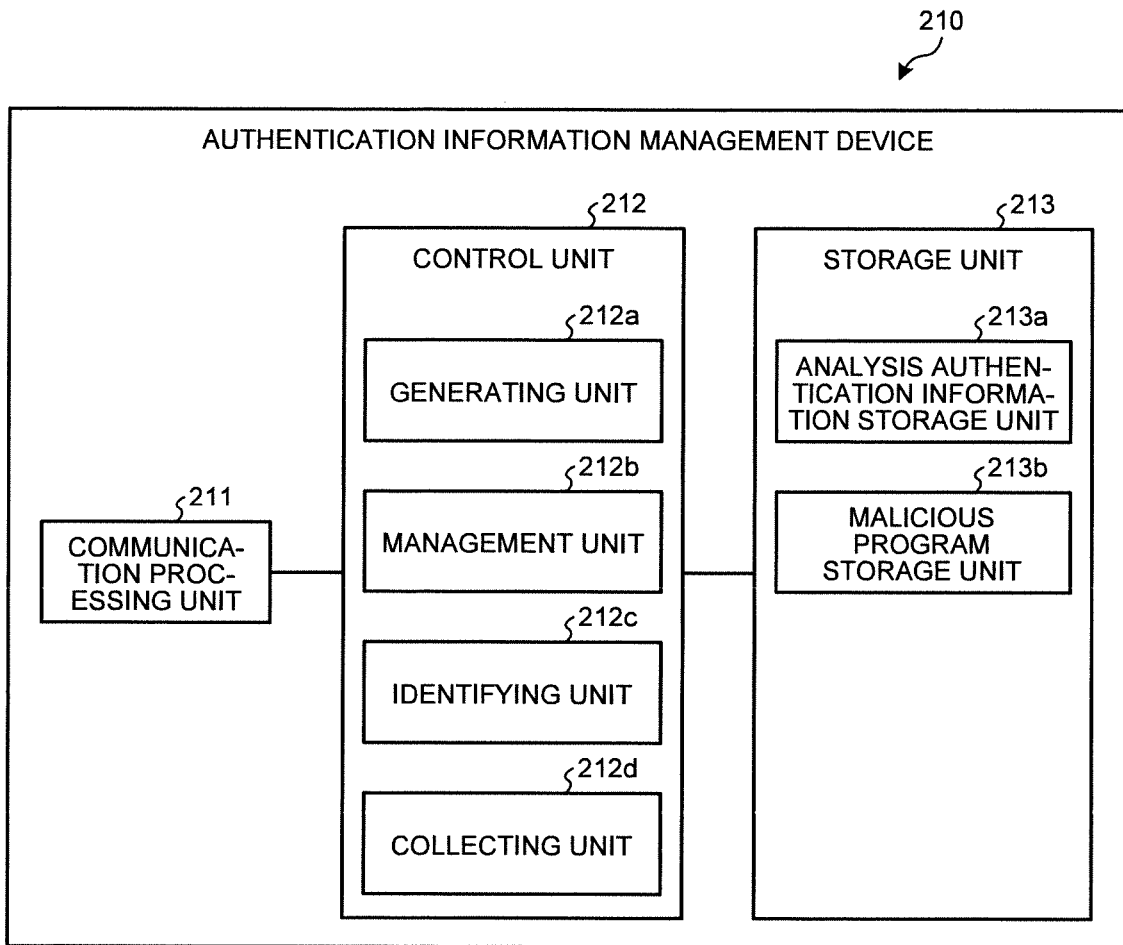 210
AUTHENTICATION INFORMATION MANAGEMENT DEVICE
211
COMMUNICA-
TION PROC-
ESSING UNIT
212
CONTROL UNIT
212a
GENERATING UNIT
212b
MANAGEMENT UNIT
212c
IDENTIFYING UNIT
212d
COLLECTING UNIT
213
STORAGE UNIT
213a
ANALYSIS AUTHEN-
TICATION INFORMA-
TION STORAGE UNIT
213b
MALICIOUS
PROGRAM
STORAGE UNIT